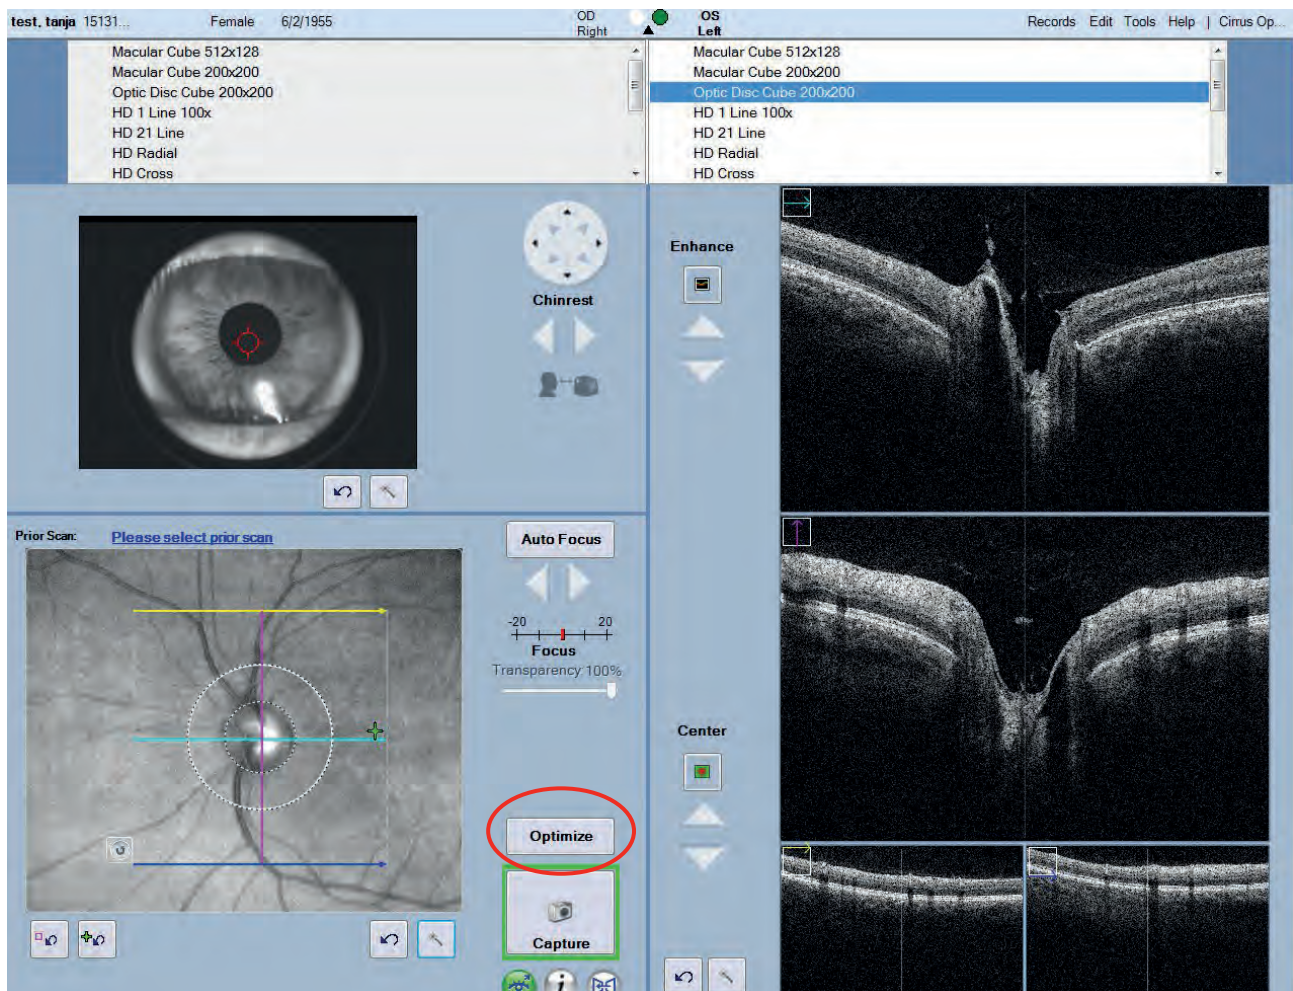 test, tanja 15131... Female 6/2/1955 OD Right OS Left Records Edit Tools Help | Cirrus Op...
Macular Cube 512x128
Macular Cube 200x200
Optic Disc Cube 200x200
HD 1 Line 100x
HD 21 Line
HD Radial
HD Cross
Macular Cube 512x128
Macular Cube 200x200
Optic Disc Cube 200x200
HD 1 Line 100x
HD 21 Line
HD Radial
HD Cross
Chinrest
Enhance
Prior Scan: Please select prior scan
Auto Focus
-20 20
Focus
Transparency 100%
Optimize
Capture
i
Center